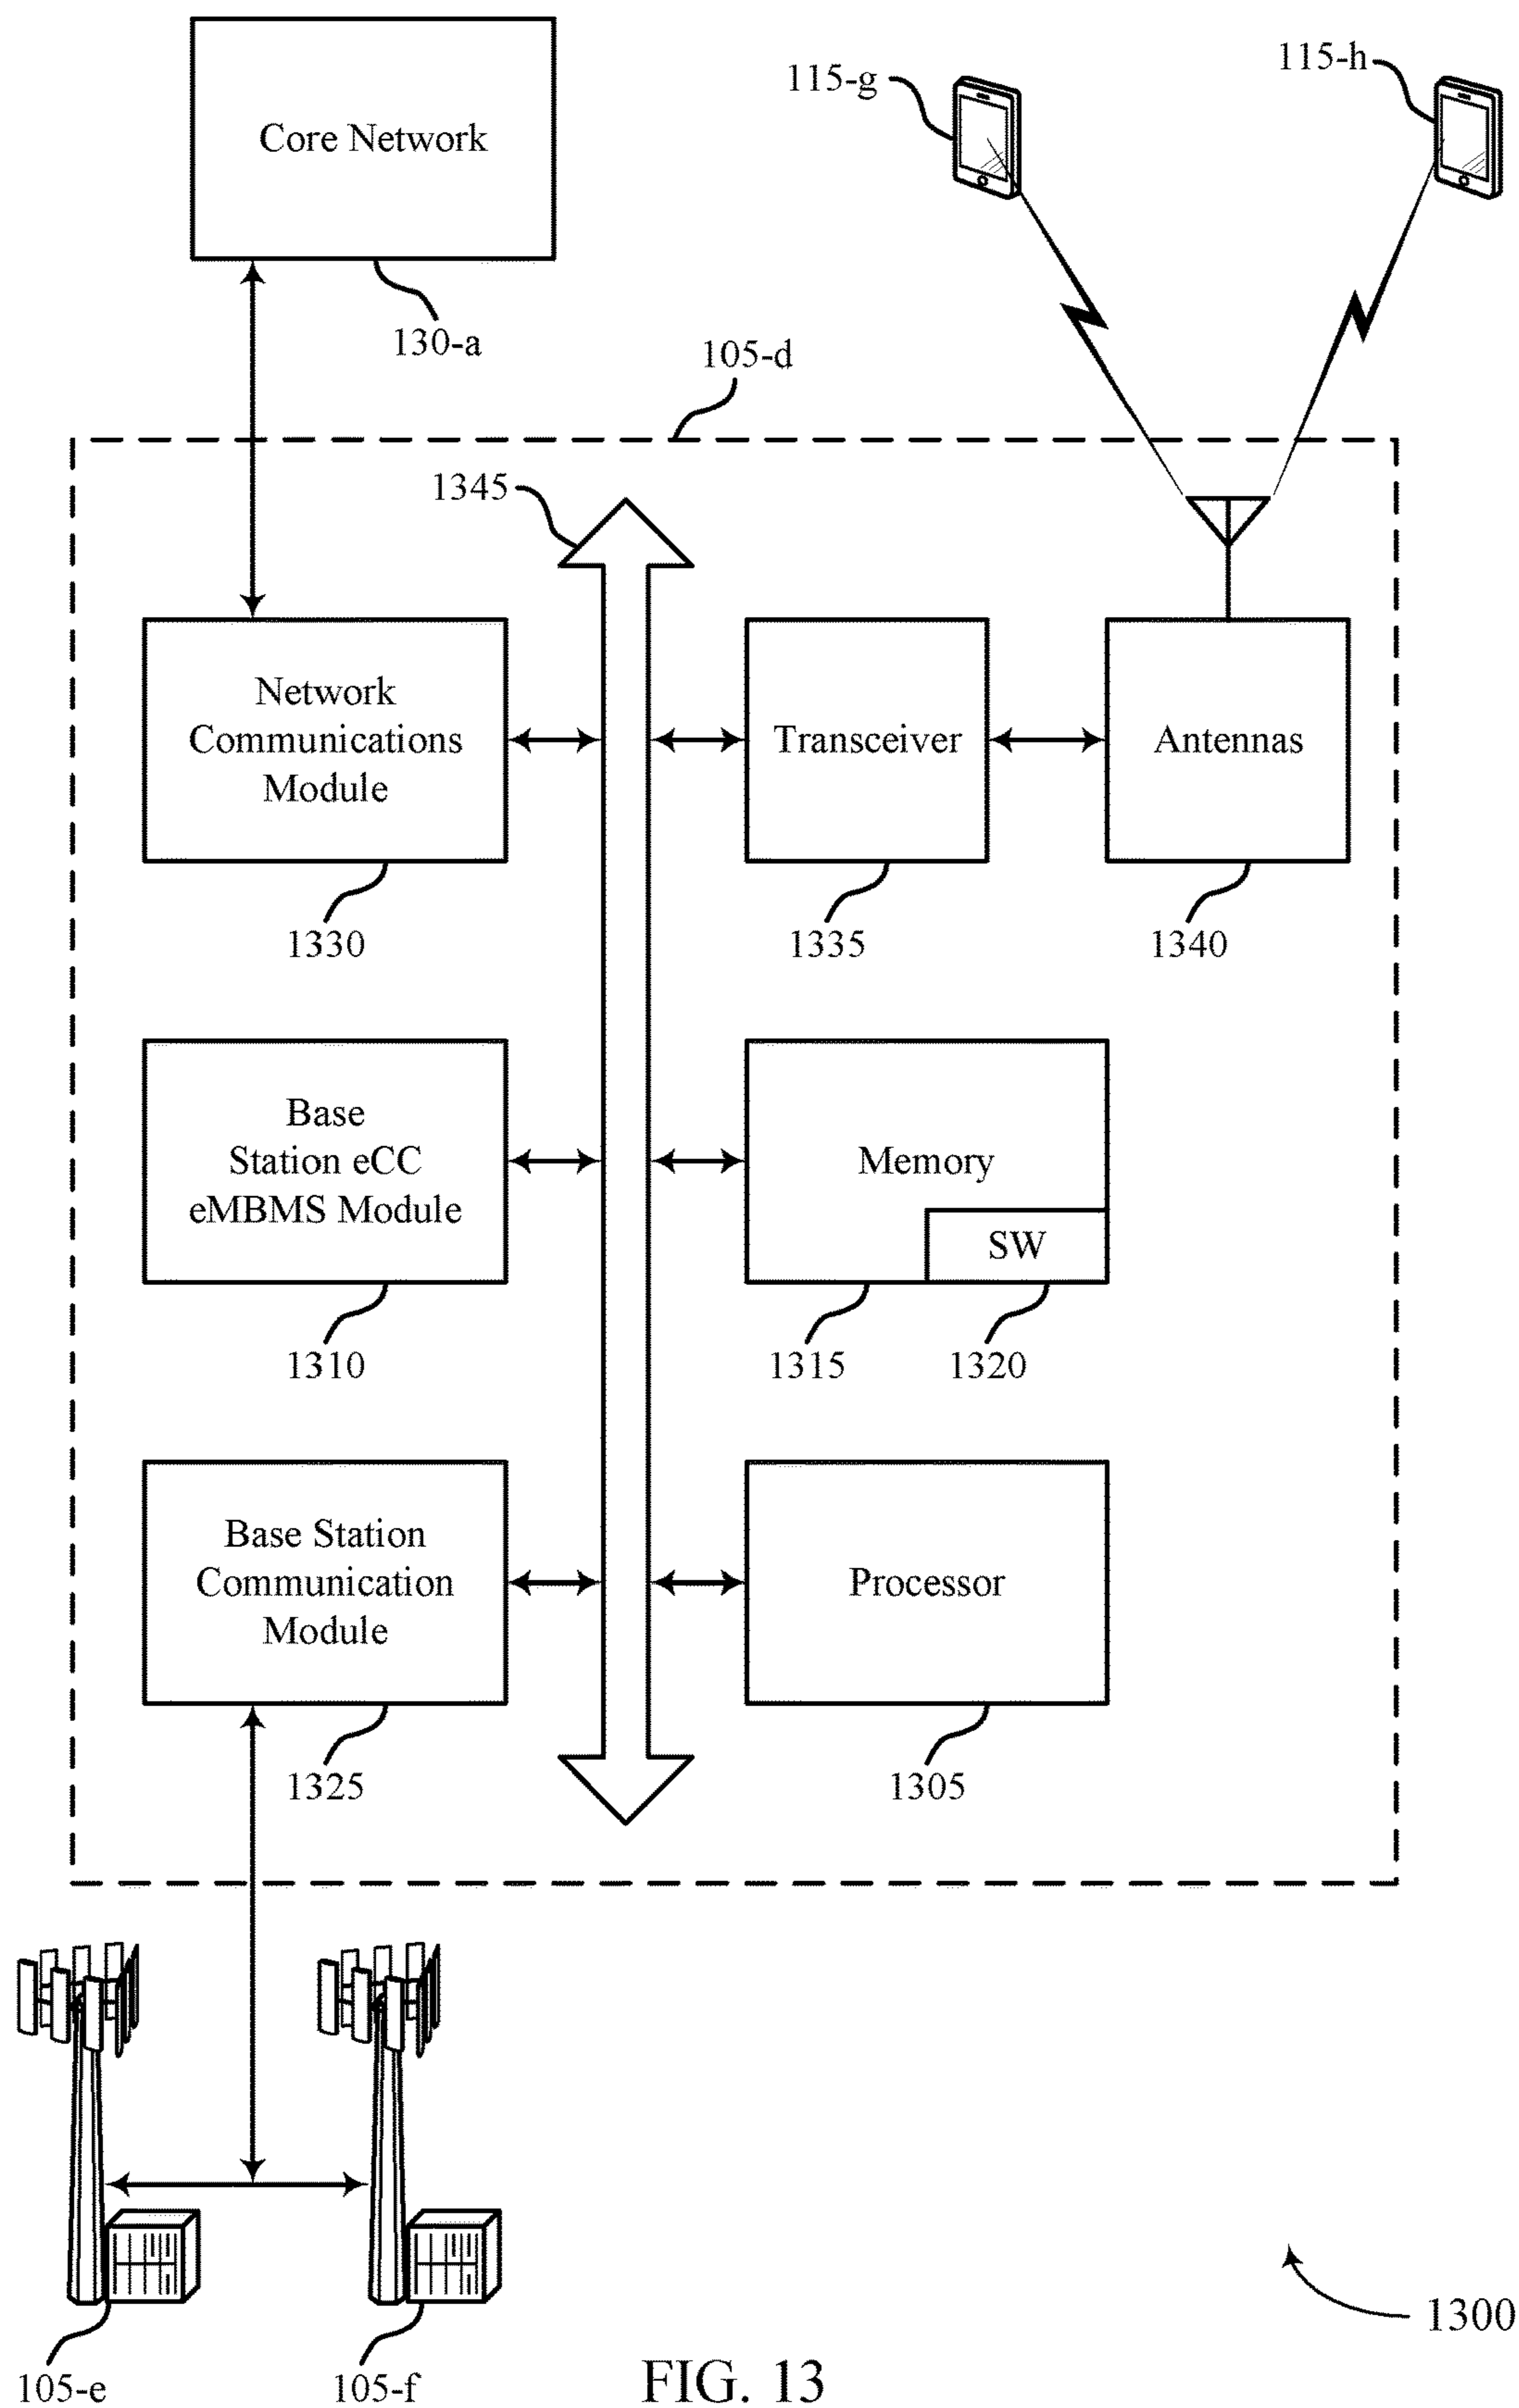 Core Network
130-a
115-g
115-h
105-d
1345
Network
Communications
Module
1330
Transceiver
1335
Antennas
1340
Base
Station eCC
eMBMS Module
1310
Memory
SW
1315
1320
Base Station
Communication
Module
1325
Processor
1305
105-e
105-f
1300
FIG. 13